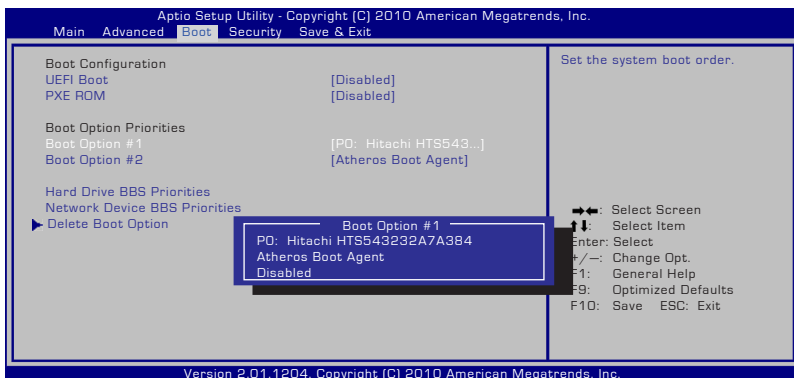 Aptio Setup Utility - Copyright (C) 2010 American Megatrends, Inc.
Main Advanced Boot Security Save & Exit
Boot Configuration
UEFI Boot [Disabled]
PXE ROM [Disabled]
Boot Option Priorities
Boot Option #1 [P0: Hitachi HTS543...]
Boot Option #2 [Atheros Boot Agent]
Hard Drive BBS Priorities
Network Device BBS Priorities
Delete Boot Option
Boot Option #1
P0: Hitachi HTS543232A7A384
Atheros Boot Agent
Disabled
Set the system boot order.
→←: Select Screen
↑↓: Select Item
Enter: Select
+/—: Change Opt.
F1: General Help
F9: Optimized Defaults
F10: Save ESC: Exit
Version 2.01.1204. Copyright (C) 2010 American Megatrends, Inc.